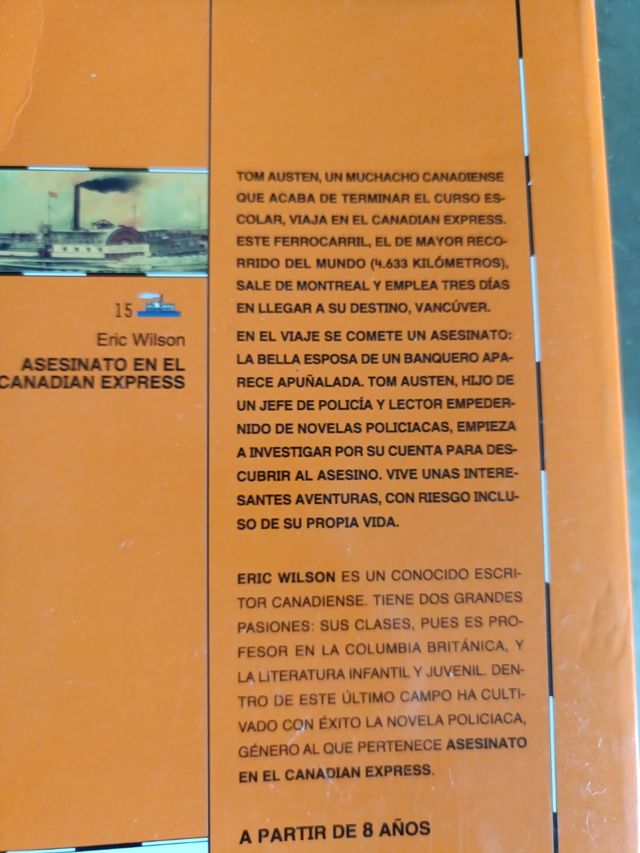 15
Eric Wilson
ASESINATO EN EL
CANADIAN EXPRESS
TOM AUSTEN, UN MUCHACHO CANADIENSE
QUE ACABA DE TERMINAR EL CURSO ES-
COLAR, VIAJA EN EL CANADIAN EXPRESS.
ESTE FERROCARRIL, EL DE MAYOR RECO-
RRIDO DEL MUNDO (4.633 KILÓMETROS),
SALE DE MONTREAL Y EMPLEA TRES DÍAS
EN LLEGAR A SU DESTINO, VANCÚVER.
EN EL VIAJE SE COMETE UN ASESINATO:
LA BELLA ESPOSA DE UN BANQUERO APA-
RECE APUÑALADA. TOM AUSTEN, HIJO DE
UN JEFE DE POLICÍA Y LECTOR EMPEDER-
NIDO DE NOVELAS POLICIACAS, EMPIEZA
A INVESTIGAR POR SU CUENTA PARA DES-
CUBRIR AL ASESINO. VIVE UNAS INTERE-
SANTES AVENTURAS, CON RIESGO INCLU-
SO DE SU PROPIA VIDA.
ERIC WILSON ES UN CONOCIDO ESCRI-
TOR CANADIENSE. TIENE DOS GRANDES
PASIONES: SUS CLASES, PUES ES PRO-
FESOR EN LA COLUMBIA BRITÁNICA, Y
LA LITERATURA INFANTIL Y JUVENIL. DEN-
TRO DE ESTE ÚLTIMO CAMPO HA CULTI-
VADO CON ÉXITO LA NOVELA POLICIACA,
GÉNERO AL QUE PERTENECE ASESINATO
EN EL CANADIAN EXPRESS.
A PARTIR DE 8 AÑOS